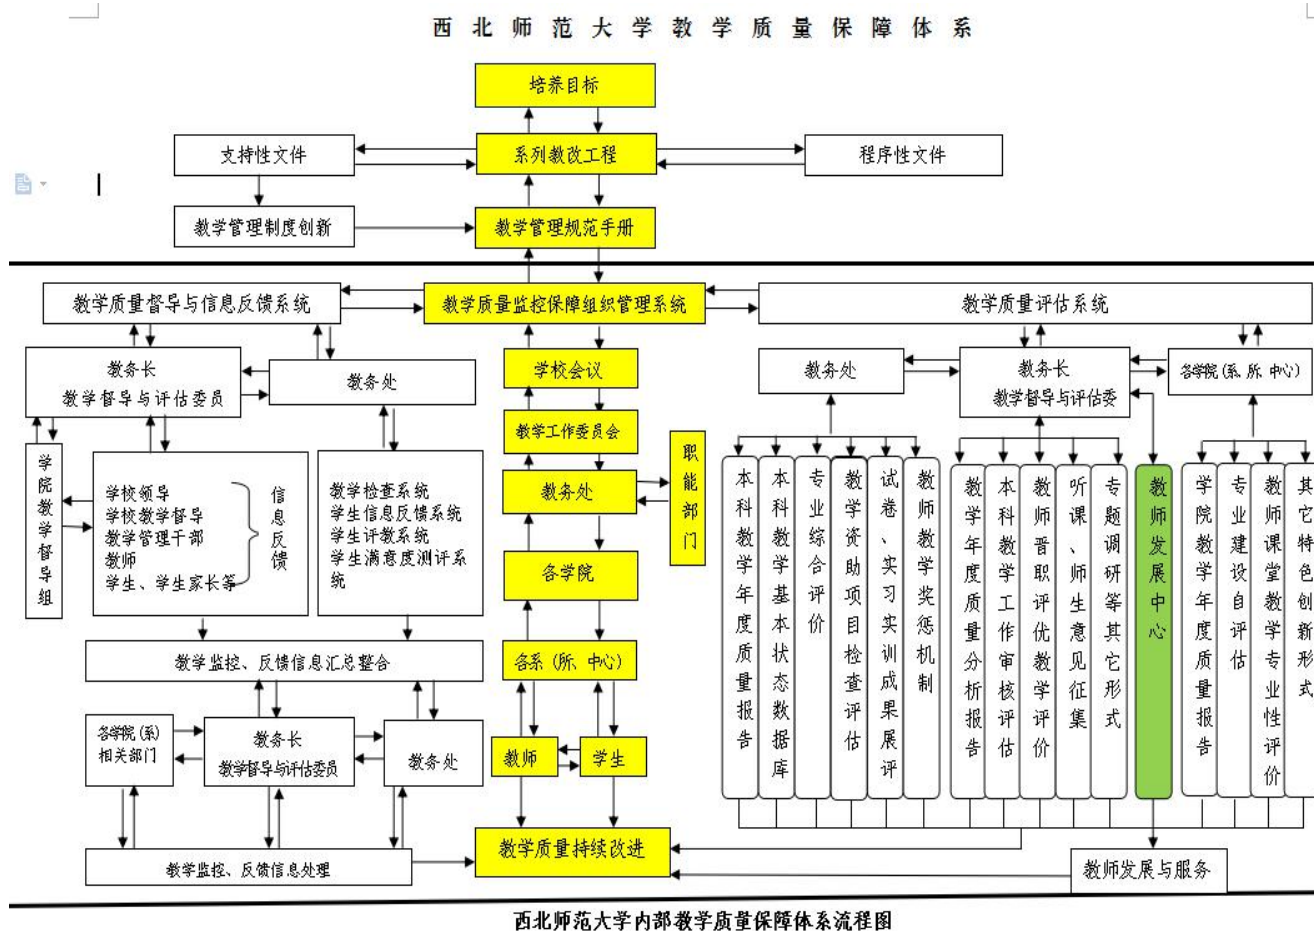 西北师范大学教学质量保障体系
培养目标
支持性文件
系列教改工程
程序性文件
教学管理制度创新
教学管理规范手册
教学质量督导与信息反馈系统
教学质量监控保障组织管理系统
教学质量评估系统
教务长
教学督导与评估委员
教务处
学校会议
教务处
教务长
教学督导与评估委
各学院(系、所、中心)
教学工作委员会
职能部门
教务处
各学院
各系(所、中心)
教师
学生
学院教学督导组
学校领导
学校教学督导
教学管理干部
教师
学生、学生家长等
信息反馈
教学检查系统
学生信息反馈系统
学生评教系统
学生满意度测评系
统
教学监控、反馈信息汇总整合
各学院(系)
相关部门
教务长
教学督导与评估委员
教务处
教学监控、反馈信息处理
教学质量持续改进
本科教学年度质量报告
本科教学基本状态数据库
专业综合评价
教学资助项目检查评估
试卷、实习实训成果展评
教师教学奖惩机制
教学年度质量分析报告
本科教学工作审核评估
教师晋职评优教学评价
听课、师生意见征集
专题调研等其它形式
教师发展中心
学院教学年度质量报告
专业建设自评估
教师课堂教学专业性评价
其它特色创新形式
教师发展与服务
西北师范大学内部教学质量保障体系流程图